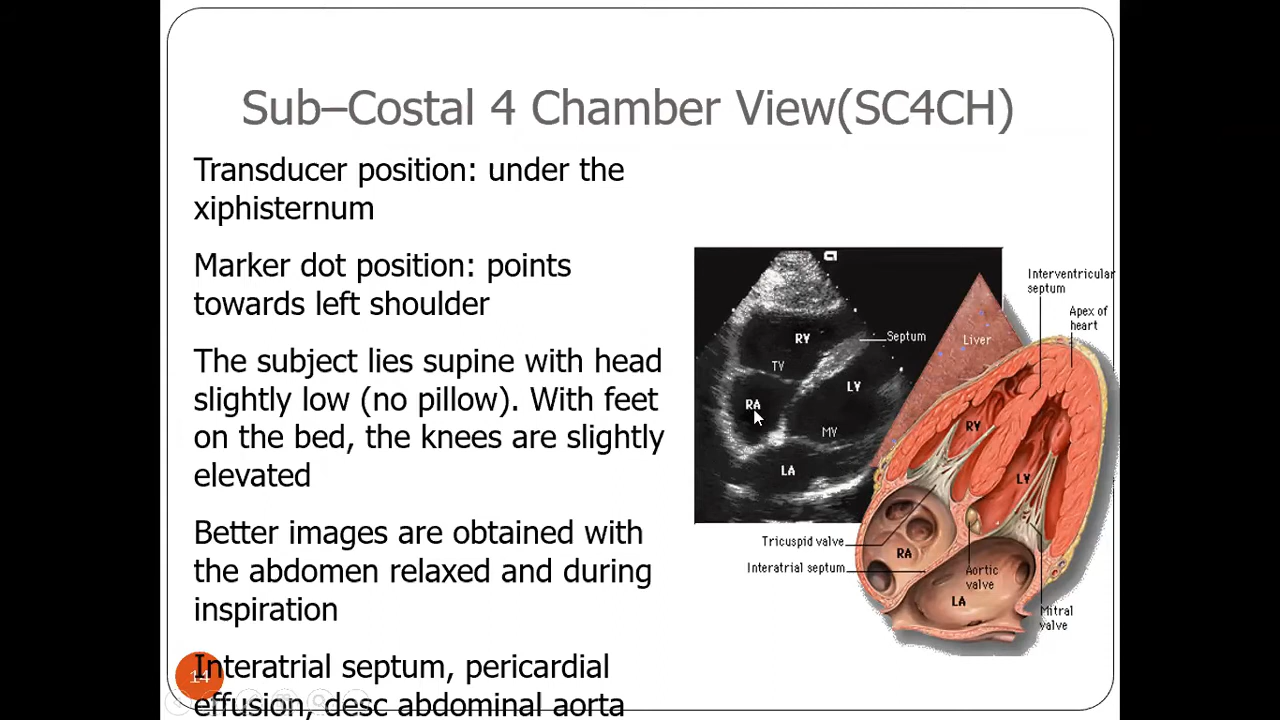 Sub–Costal 4 Chamber View(SC4CH)
Transducer position: under the
xiphisternum
Marker dot position: points
towards left shoulder
The subject lies supine with head
slightly low (no pillow). With feet
on the bed, the knees are slightly
elevated
Better images are obtained with
the abdomen relaxed and during
inspiration
Interatrial septum, pericardial
effusion, desc abdominal aorta
14
a
RV
Septum
TV
LV
RA
MV
LA
Interventricular
septum
Apex of
heart
Liver
RV
LV
Tricuspid valve
RA
Interatrial septum
Aortic
valve
LA
Mitral
valve